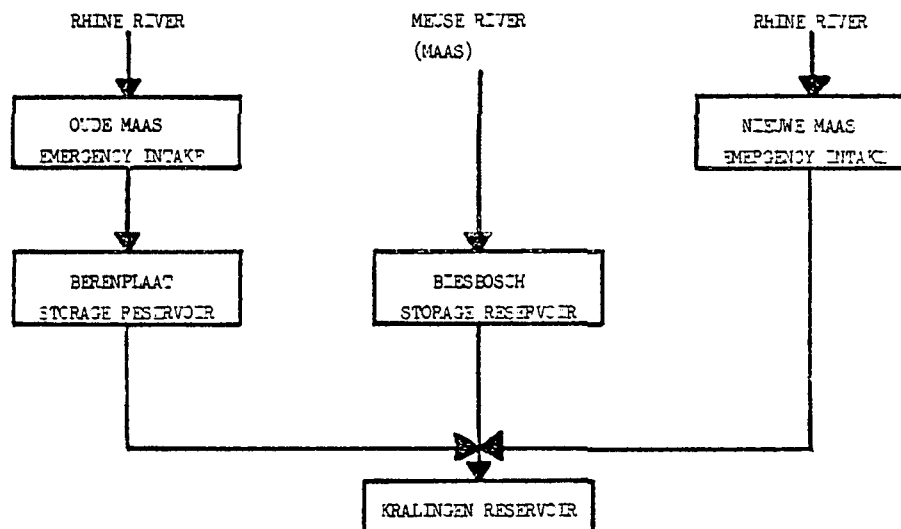 RHINE RIVER
MEUSE RIVER
(MAAS)
RHINE RIVER
OUDE MAAS
EMERGENCY INTAKE
NIEUWE MAAS
EMERGENCY INTAKE
BERENPLAAT
STORAGE RESERVOIR
BIESBOSCH
STORAGE RESERVOIR
KRALINGEN RESERVOIR